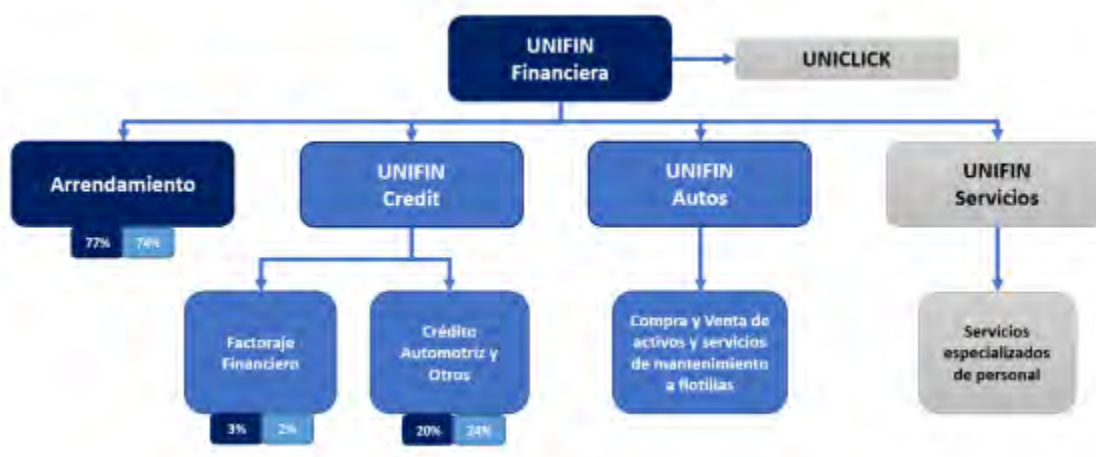 UNIFIN
Financiera
UNICLICK
Arrendamiento
77% 74%
UNIFIN
Credit
UNIFIN
Autos
UNIFIN
Servicios
Factoraje
Financiero
3% 2%
Crédito
Automotriz y
Otros
20% 24%
Compra y Venta de
activos y servicios
de mantenimiento
a flotillas
Servicios
especializados
de personal